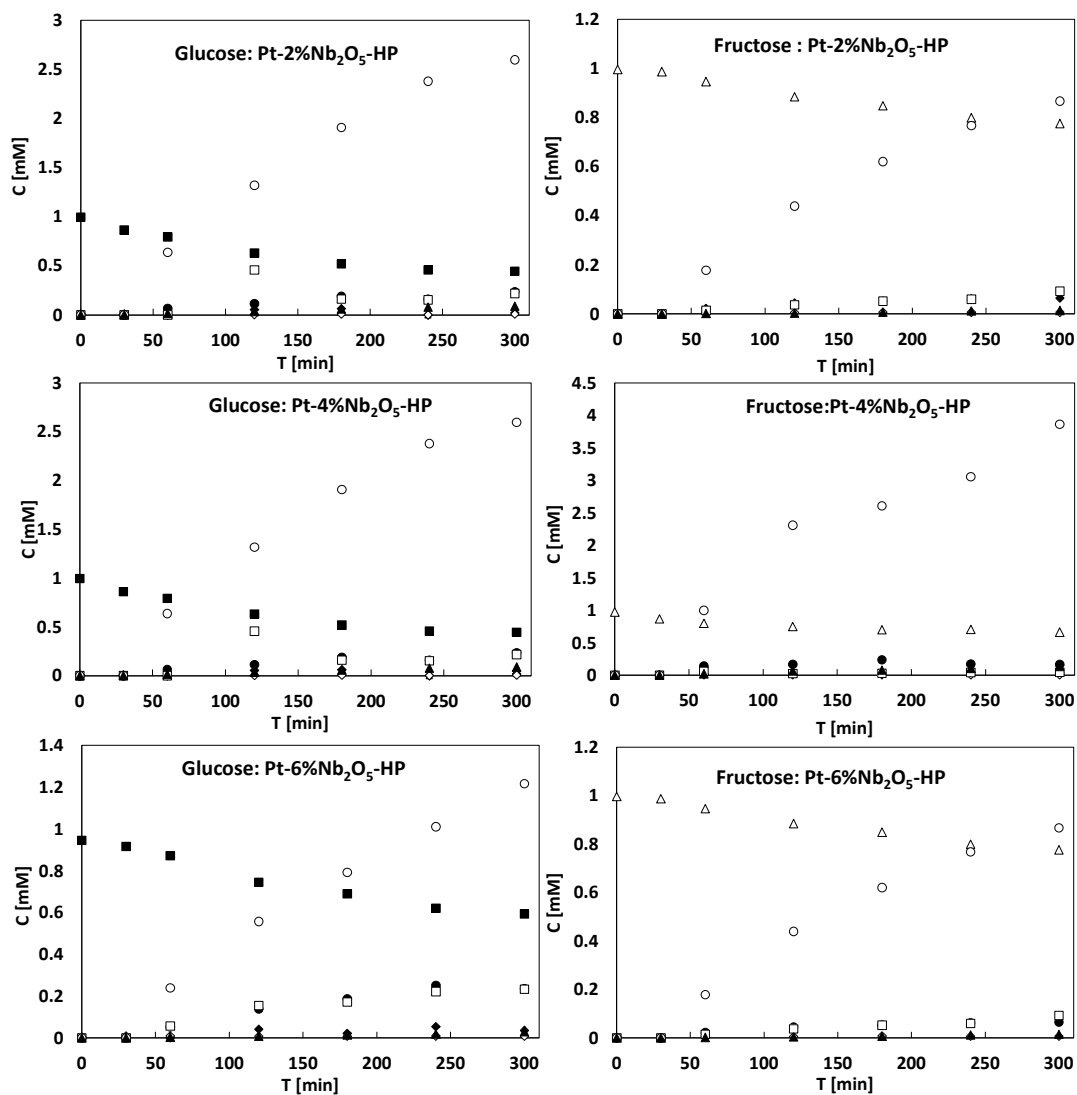 Glucose: Pt-2%Nb₂O₅-HP
C [mM]
3
2.5
2
1.5
1
0.5
0
0 50 100 150 200 250 300
T [min]
Fructose : Pt-2%Nb₂O₅-HP
C [mM]
1.2
1
0.8
0.6
0.4
0.2
0
0 50 100 150 200 250 300
T [min]
Glucose: Pt-4%Nb₂O₅-HP
C [mM]
3
2.5
2
1.5
1
0.5
0
0 50 100 150 200 250 300
T [min]
Fructose:Pt-4%Nb₂O₅-HP
C [mM]
4.5
4
3.5
3
2.5
2
1.5
1
0.5
0
0 50 100 150 200 250 300
T [min]
Glucose: Pt-6%Nb₂O₅-HP
C [mM]
1.4
1.2
1
0.8
0.6
0.4
0.2
0
0 50 100 150 200 250 300
T [min]
Fructose: Pt-6%Nb₂O₅-HP
C [mM]
1.2
1
0.8
0.6
0.4
0.2
0
0 50 100 150 200 250 300
T [min]